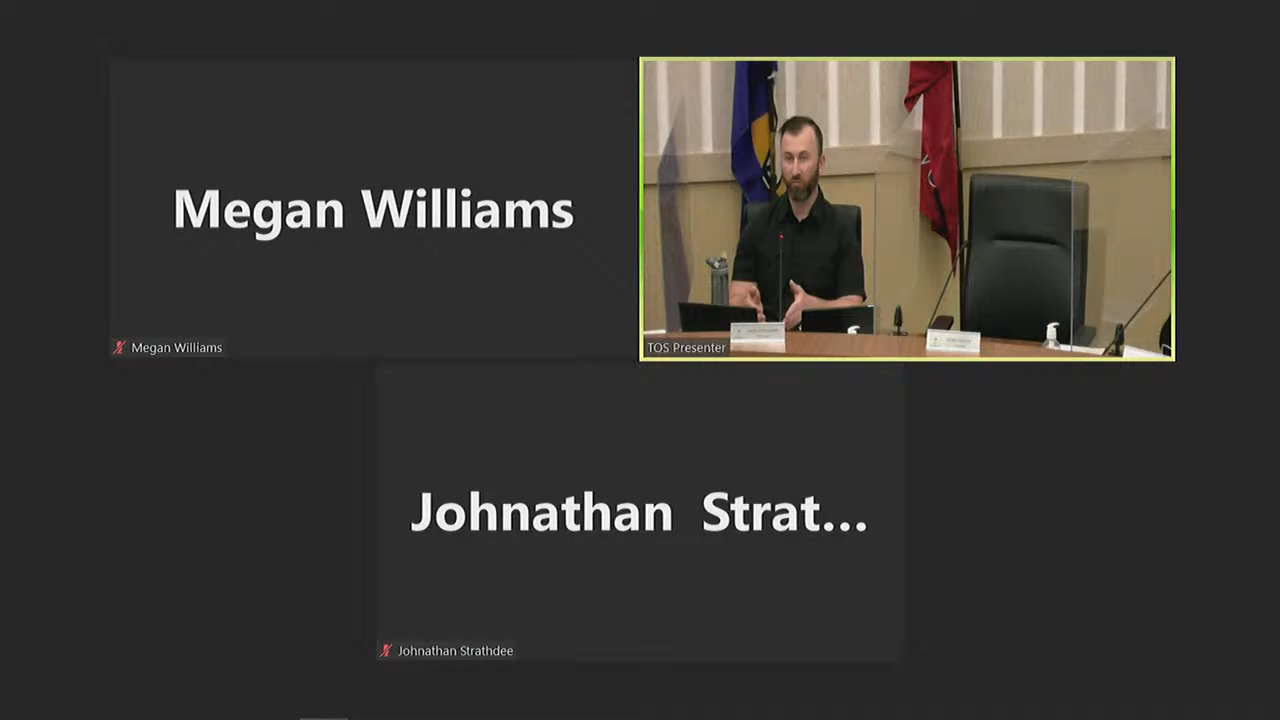 Megan Williams
Megan Williams
TOS Presenter
Johnathan Strat...
Johnathan Strathdee